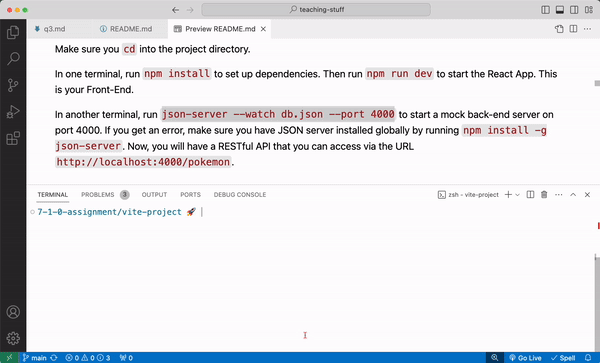 teaching-stuff
q3.md
README.md
Preview README.md
Make sure you cd into the project directory.
In one terminal, run npm install to set up dependencies. Then run npm run dev to start the React App. This
is your Front-End.
In another terminal, run json-server --watch db.json --port 4000 to start a mock back-end server on
port 4000. If you get an error, make sure you have JSON server installed globally by running npm install -g
json-server. Now, you will have a RESTful API that you can access via the URL
http://localhost:4000/pokemon.
TERMINAL PROBLEMS 3 OUTPUT PORTS DEBUG CONSOLE
zsh - vite-project
7-1-0-assignment/vite-project 🚀
main 0 0 3 0 Go Live Spell